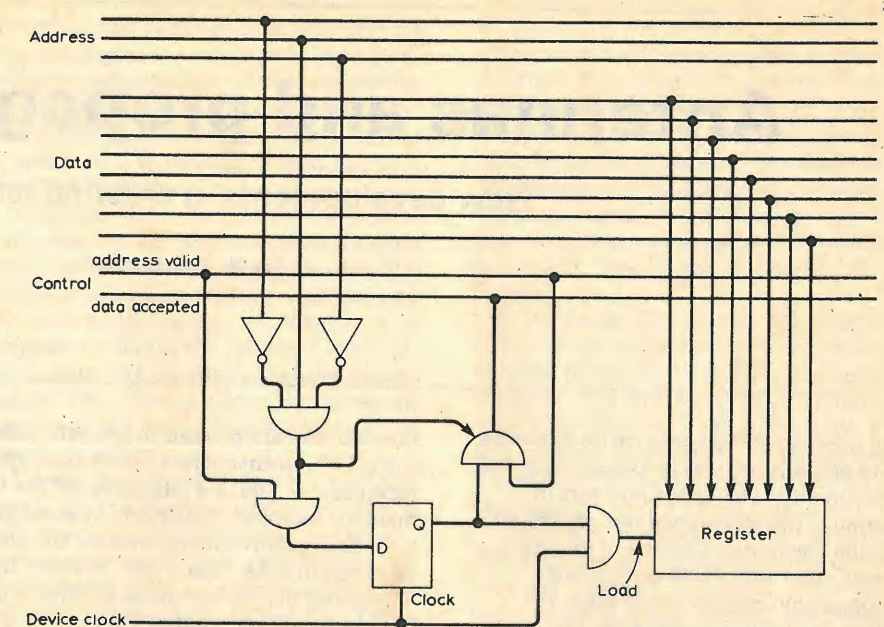 Address
Data
address valid
Control
data accepted
Q
D
Clock
Device clock
Load
Register